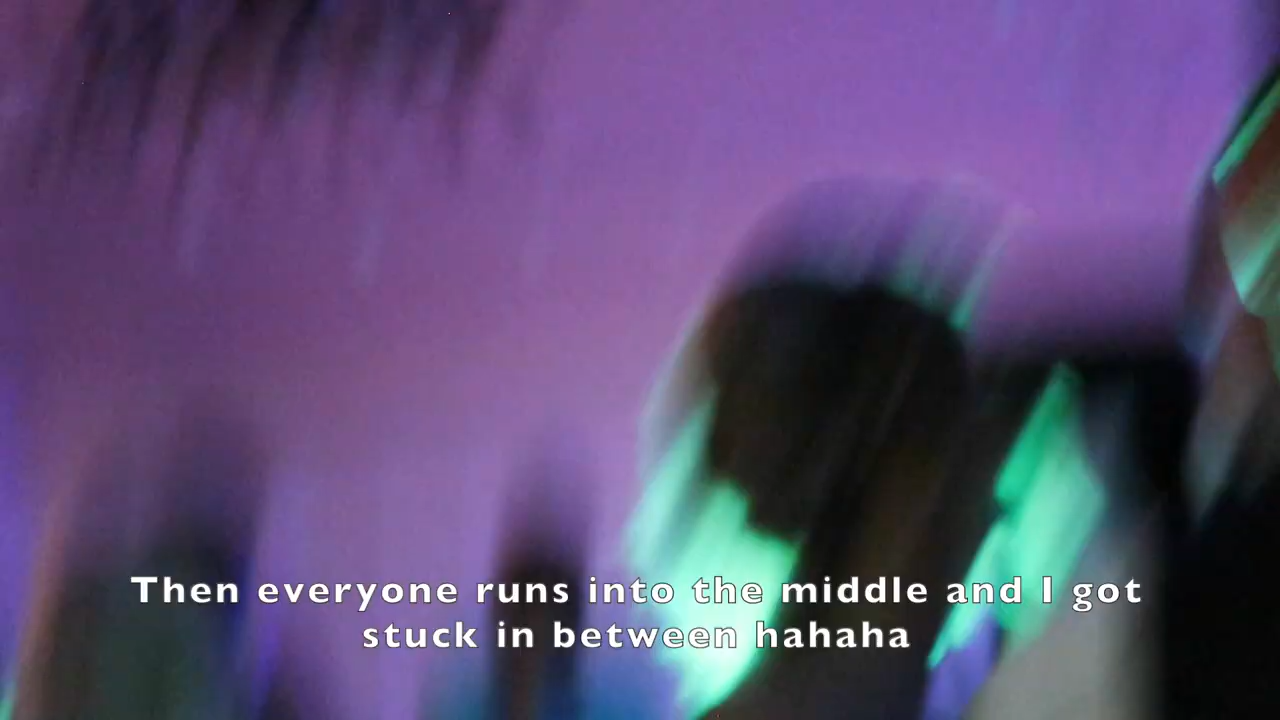 Then everyone runs into the middle and I got
stuck in between hahaha